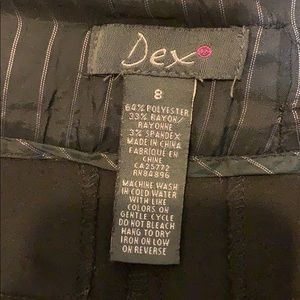 Dex
8
64% POLYESTER
33% RAYON/
RAYONNE
3% SPANDEX
MADE IN CHINA
FABRIQUÉ EN
CHINE
CA25772
RN84896
MACHINE WASH
IN COLD WATER
WITH LIKE
COLORS ON
GENTLE CYCLE
DO NOT BLEACH
HANG TO DRY
IRON ON LOW
ON REVERSE